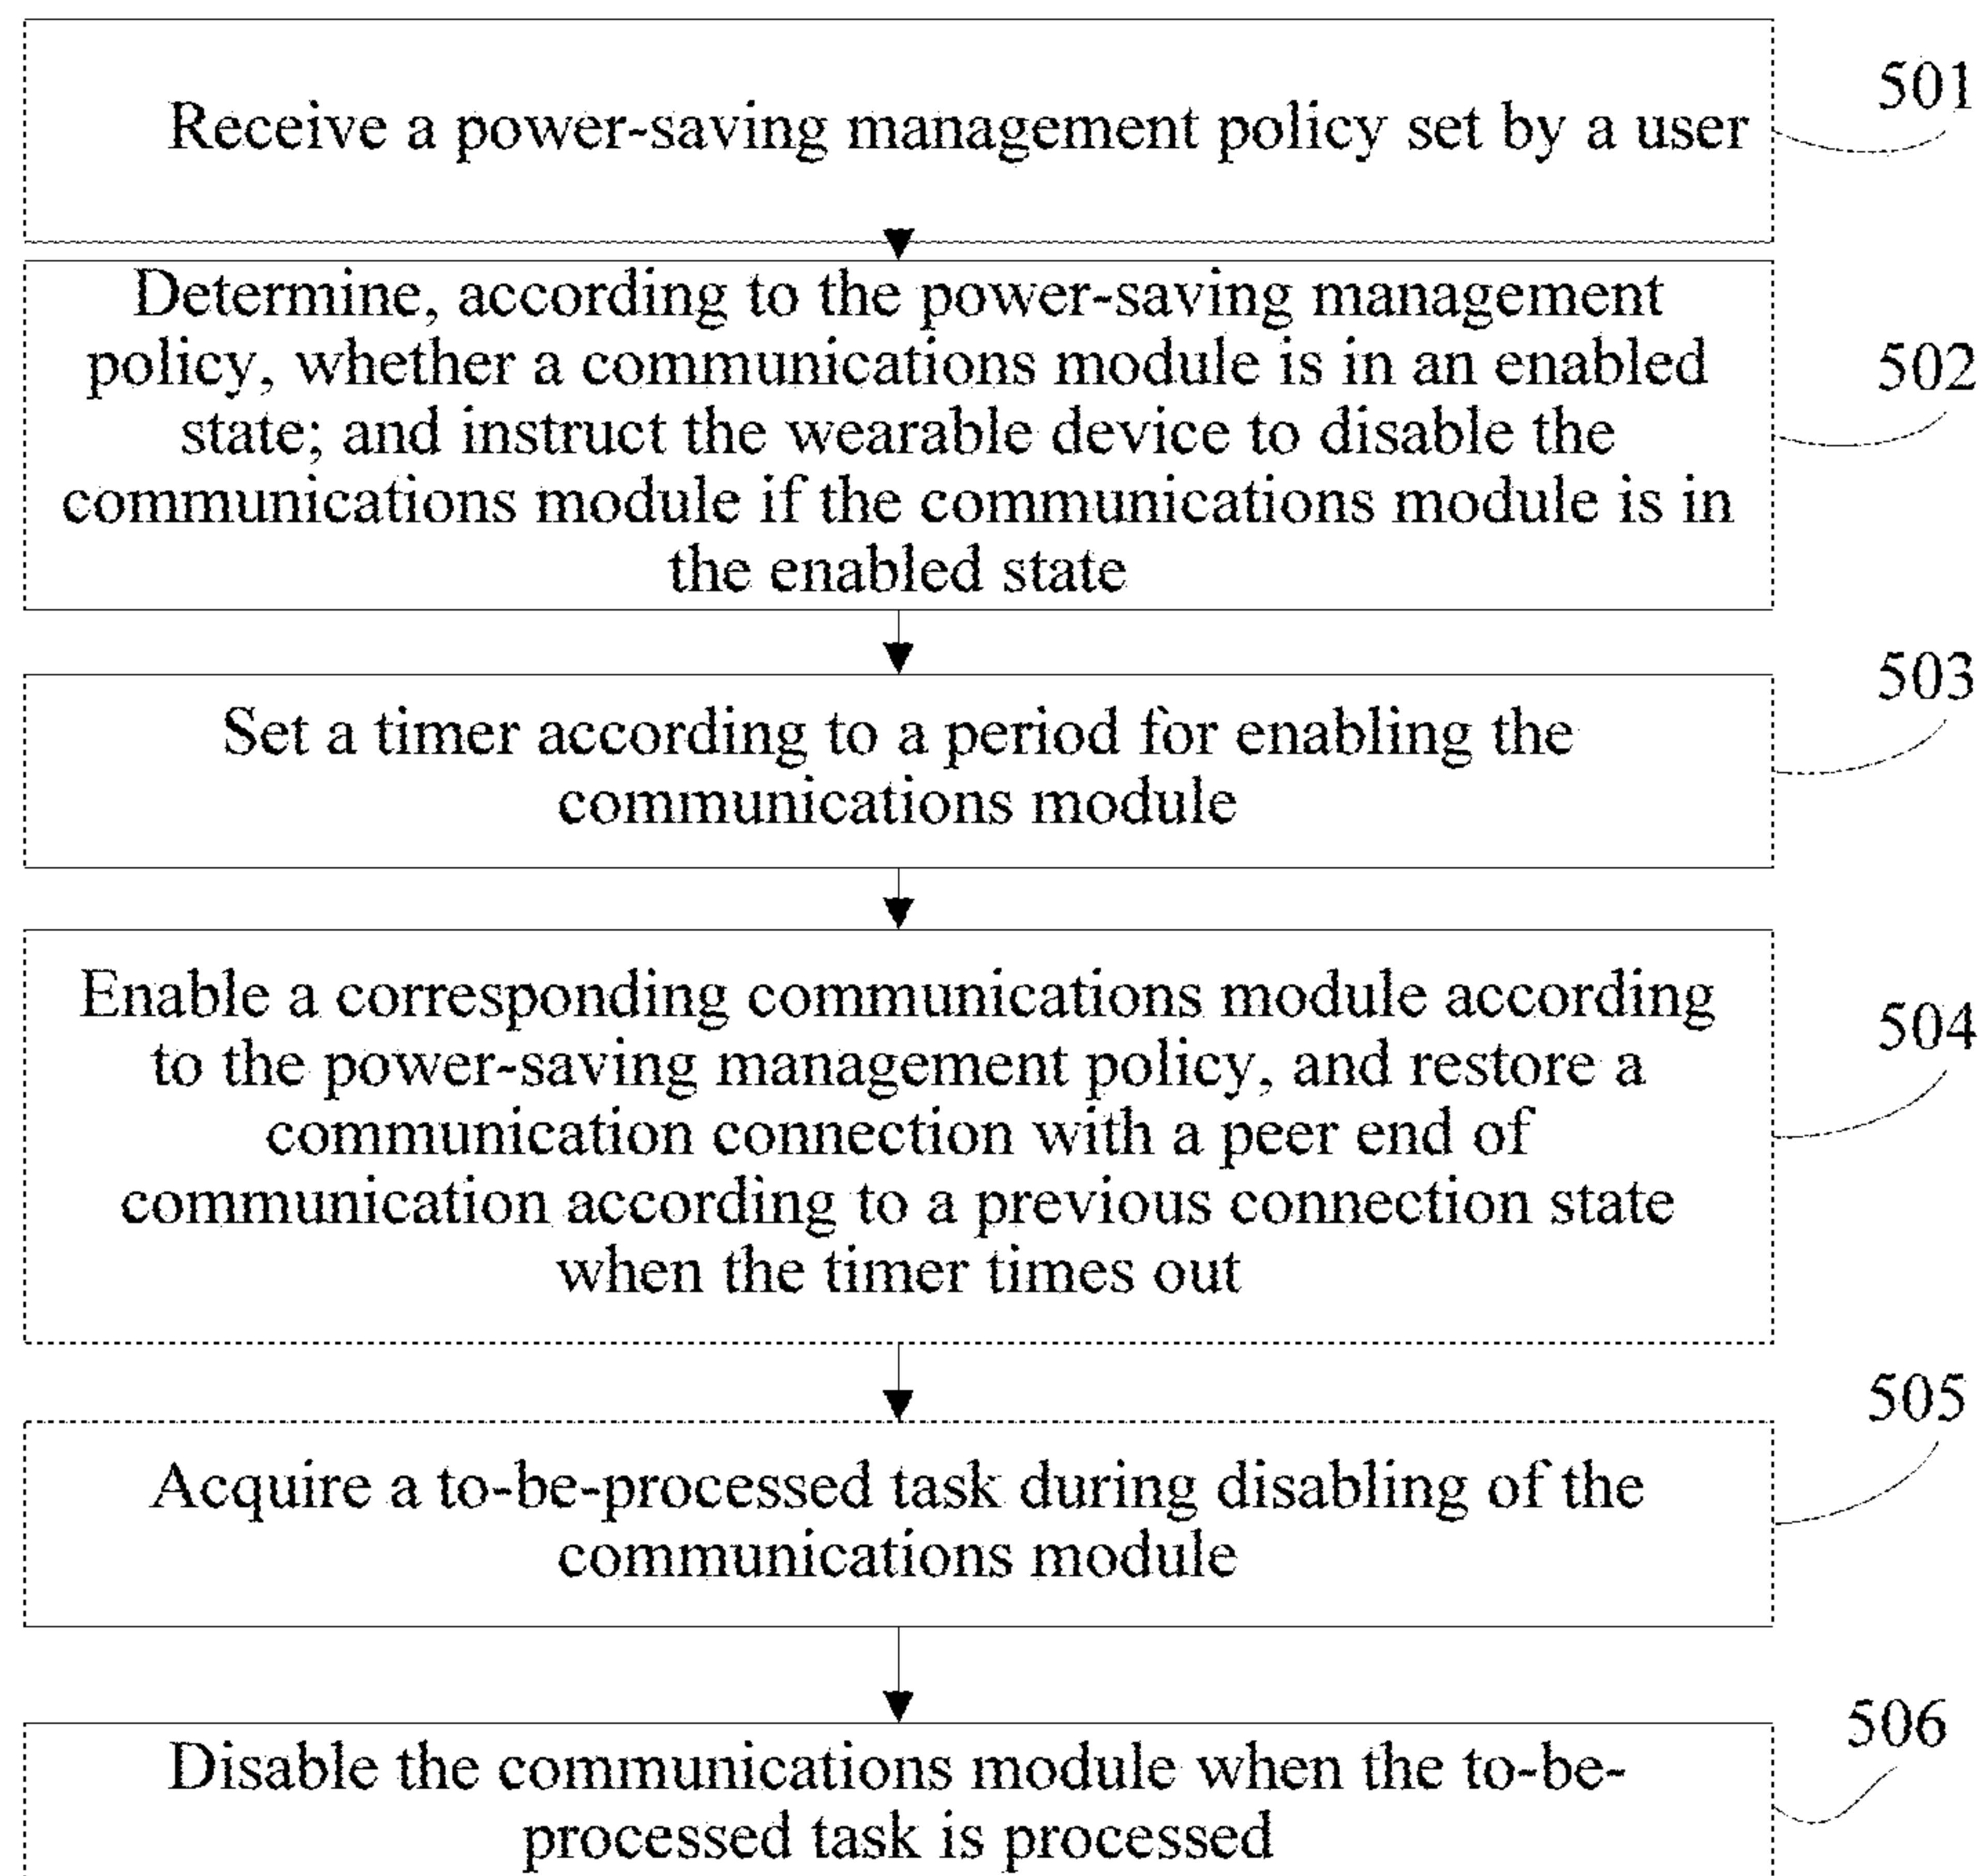 Receive a power-saving management policy set by a user
501
Determine, according to the power-saving management
policy, whether a communications module is in an enabled
state; and instruct the wearable device to disable the
communications module if the communications module is in
the enabled state
502
Set a timer according to a period for enabling the
communications module
503
Enable a corresponding communications module according
to the power-saving management policy, and restore a
communication connection with a peer end of
communication according to a previous connection state
when the timer times out
504
Acquire a to-be-processed task during disabling of the
communications module
505
Disable the communications module when the to-be-
processed task is processed
506